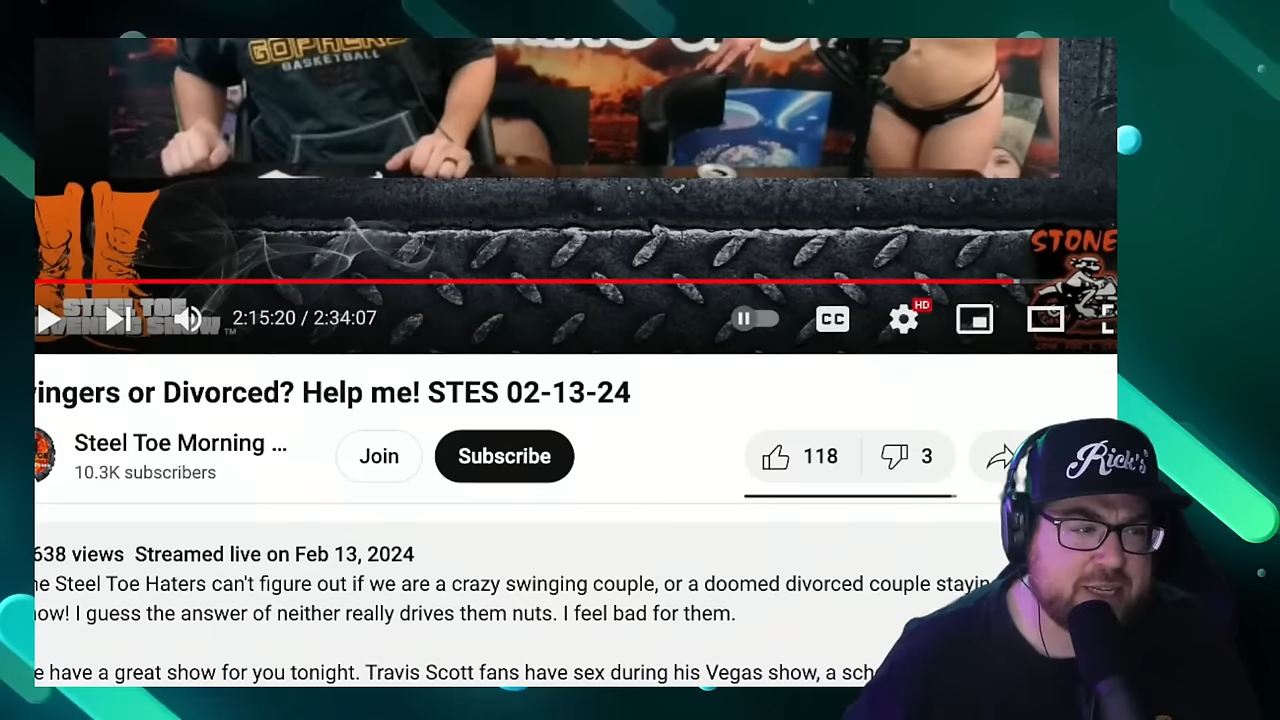 GOPHERS
BASKETBALL
STONE
STEEL TOE
2:15:20 / 2:34:07
CC
HD
ingers or Divorced? Help me! STES 02-13-24
Steel Toe Morning ...
10.3K subscribers
Join
Subscribe
118
3
638 views Streamed live on Feb 13, 2024
e Steel Toe Haters can't figure out if we are a crazy swinging couple, or a doomed divorced couple stayin
ow! I guess the answer of neither really drives them nuts. I feel bad for them.
e have a great show for you tonight. Travis Scott fans have sex during his Vegas show, a sch
Rick's